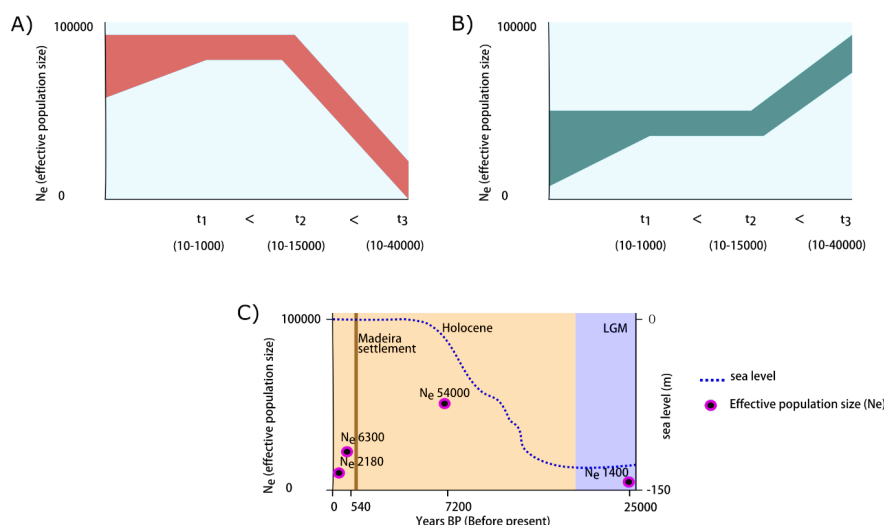 A)
100000
Ne (effective population size)
0
t1 < t2 < t3
(10-1000) (10-15000) (10-40000)
B)
100000
Ne (effective population size)
0
t1 < t2 < t3
(10-1000) (10-15000) (10-40000)
C)
100000
Ne (effective population size)
0
Madeira
settlement
Holocene
LGM
Ne 54000
Ne 6300
Ne 2180
Ne 1400
0
sea level (m)
-150
0 540 7200 25000
Years BP (Before present)
sea level
Effective population size (Ne)